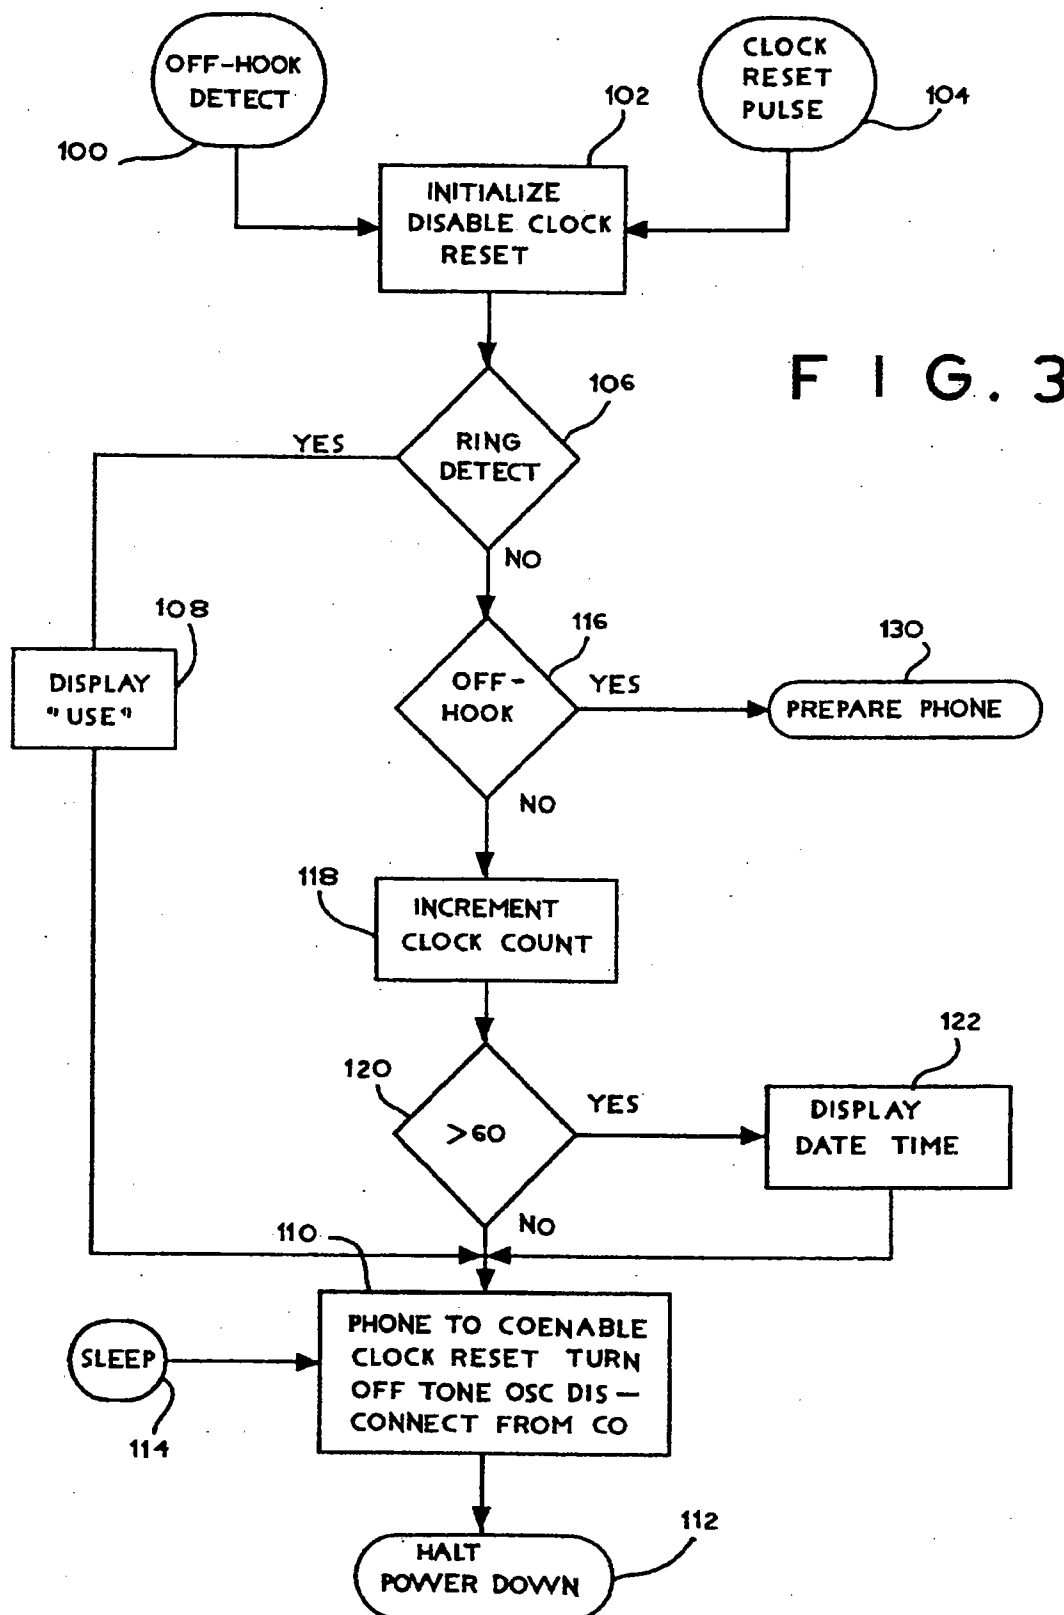 OFF-HOOK
DETECT
100
CLOCK
RESET
PULSE
104
102
INITIALIZE
DISABLE CLOCK
RESET
FIG. 3
106
RING
DETECT
YES
NO
108
DISPLAY
"USE"
116
OFF-
HOOK
YES
130
PREPARE PHONE
NO
118
INCREMENT
CLOCK COUNT
120
>60
YES
122
DISPLAY
DATE TIME
NO
110
PHONE TO COENABLE
CLOCK RESET TURN
OFF TONE OSC DIS-
CONNECT FROM CO
SLEEP
114
112
HALT
POWER DOWN